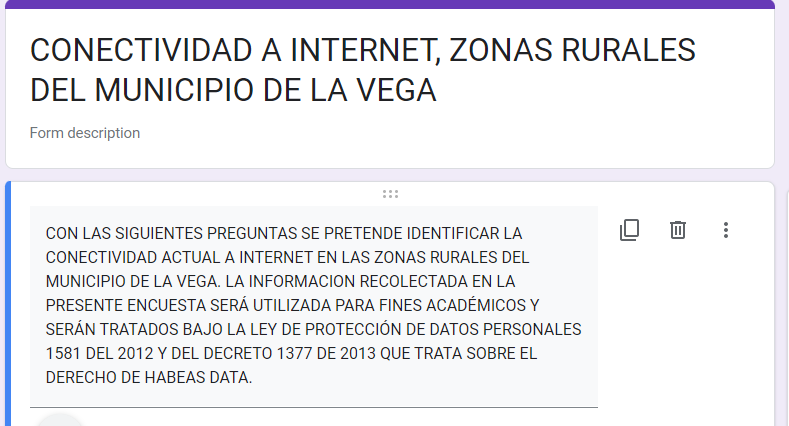 CONECTIVIDAD A INTERNET, ZONAS RURALES
DEL MUNICIPIO DE LA VEGA
Form description
CON LAS SIGUIENTES PREGUNTAS SE PRETENDE IDENTIFICAR LA
CONECTIVIDAD ACTUAL A INTERNET EN LAS ZONAS RURALES DEL
MUNICIPIO DE LA VEGA. LA INFORMACION RECOLECTADA EN LA
PRESENTE ENCUESTA SERÁ UTILIZADA PARA FINES ACADÉMICOS Y
SERÁN TRATADOS BAJO LA LEY DE PROTECCIÓN DE DATOS PERSONALES
1581 DEL 2012 Y DEL DECRETO 1377 DE 2013 QUE TRATA SOBRE EL
DERECHO DE HABEAS DATA.